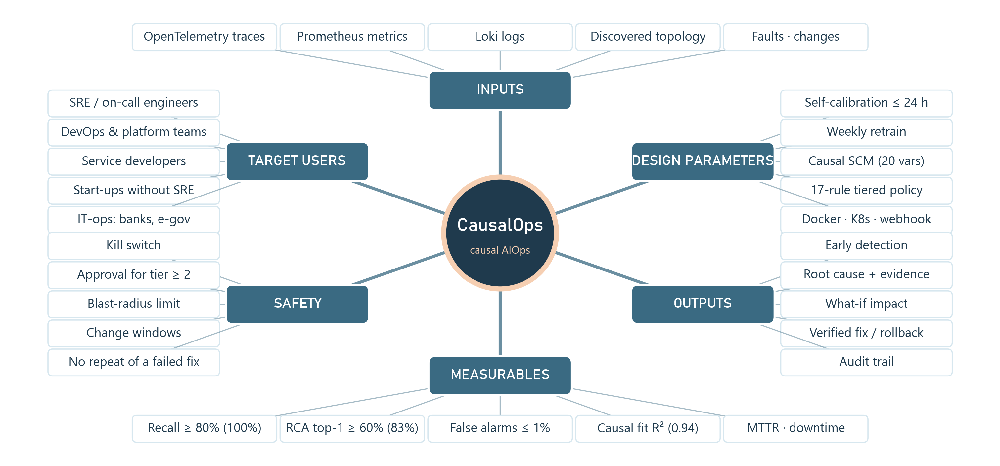 OpenTelemetry traces
Prometheus metrics
Loki logs
Discovered topology
Faults · changes
INPUTS
SRE / on-call engineers
DevOps & platform teams
Service developers
Start-ups without SRE
IT-ops: banks, e-gov
TARGET USERS
Self-calibration ≤ 24 h
Weekly retrain
Causal SCM (20 vars)
17-rule tiered policy
Docker · K8s · webhook
DESIGN PARAMETERS
CausalOps
causal AIOps
Kill switch
Approval for tier ≥ 2
Blast-radius limit
Change windows
No repeat of a failed fix
SAFETY
Early detection
Root cause + evidence
What-if impact
Verified fix / rollback
Audit trail
OUTPUTS
MEASURABLES
Recall ≥ 80% (100%)
RCA top-1 ≥ 60% (83%)
False alarms ≤ 1%
Causal fit R² (0.94)
MTTR · downtime